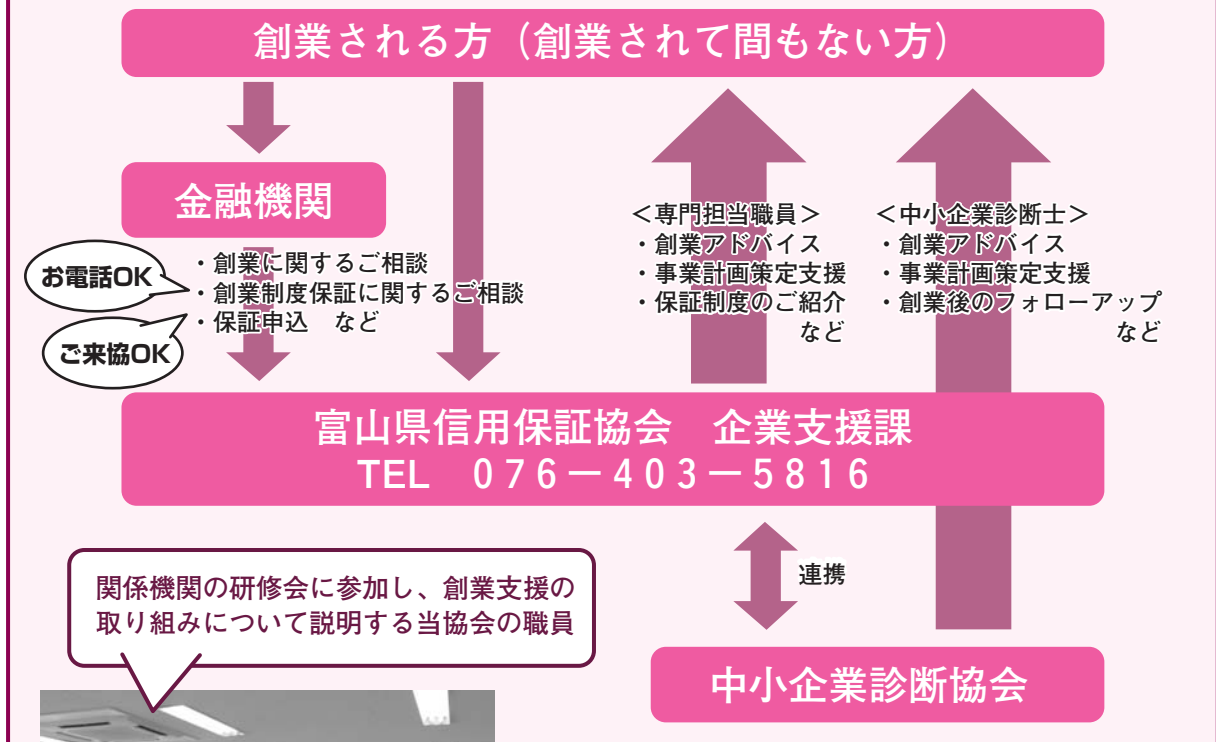 創業される方（創業されて間もない方）
金融機関
お電話OK
ご来協OK
・創業に関するご相談
・創業制度保証に関するご相談
・保証申込　など
＜専門担当職員＞
・創業アドバイス
・事業計画策定支援
・保証制度のご紹介
など
＜中小企業診断士＞
・創業アドバイス
・事業計画策定支援
・創業後のフォローアップ
など
富山県信用保証協会　企業支援課
TEL　０７６－４０３－５８１６
連携
関係機関の研修会に参加し、創業支援の
取り組みについて説明する当協会の職員
中小企業診断協会